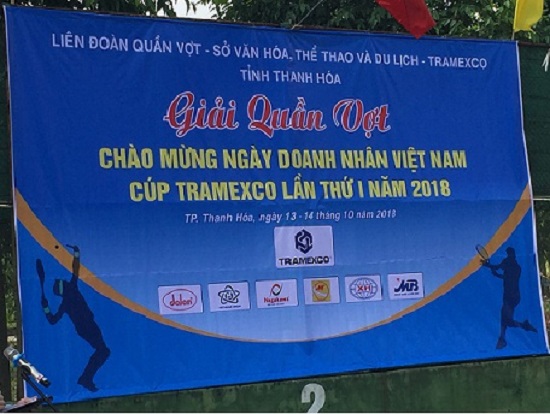 LIÊN ĐOÀN QUẦN VỢT - SỞ VĂN HÓA, THỂ THAO VÀ DU LỊCH - TRAMEXCO
TỈNH THANH HÓA
Giải Quần Vợt
CHÀO MỪNG NGÀY DOANH NHÂN VIỆT NAM
CÚP TRAMEXCO LẦN THỨ I NĂM 2018
TP, Thanh Hóa, ngày 13 - 14 tháng 10 năm 2018
TRAMEXCO
XHI
MB
2